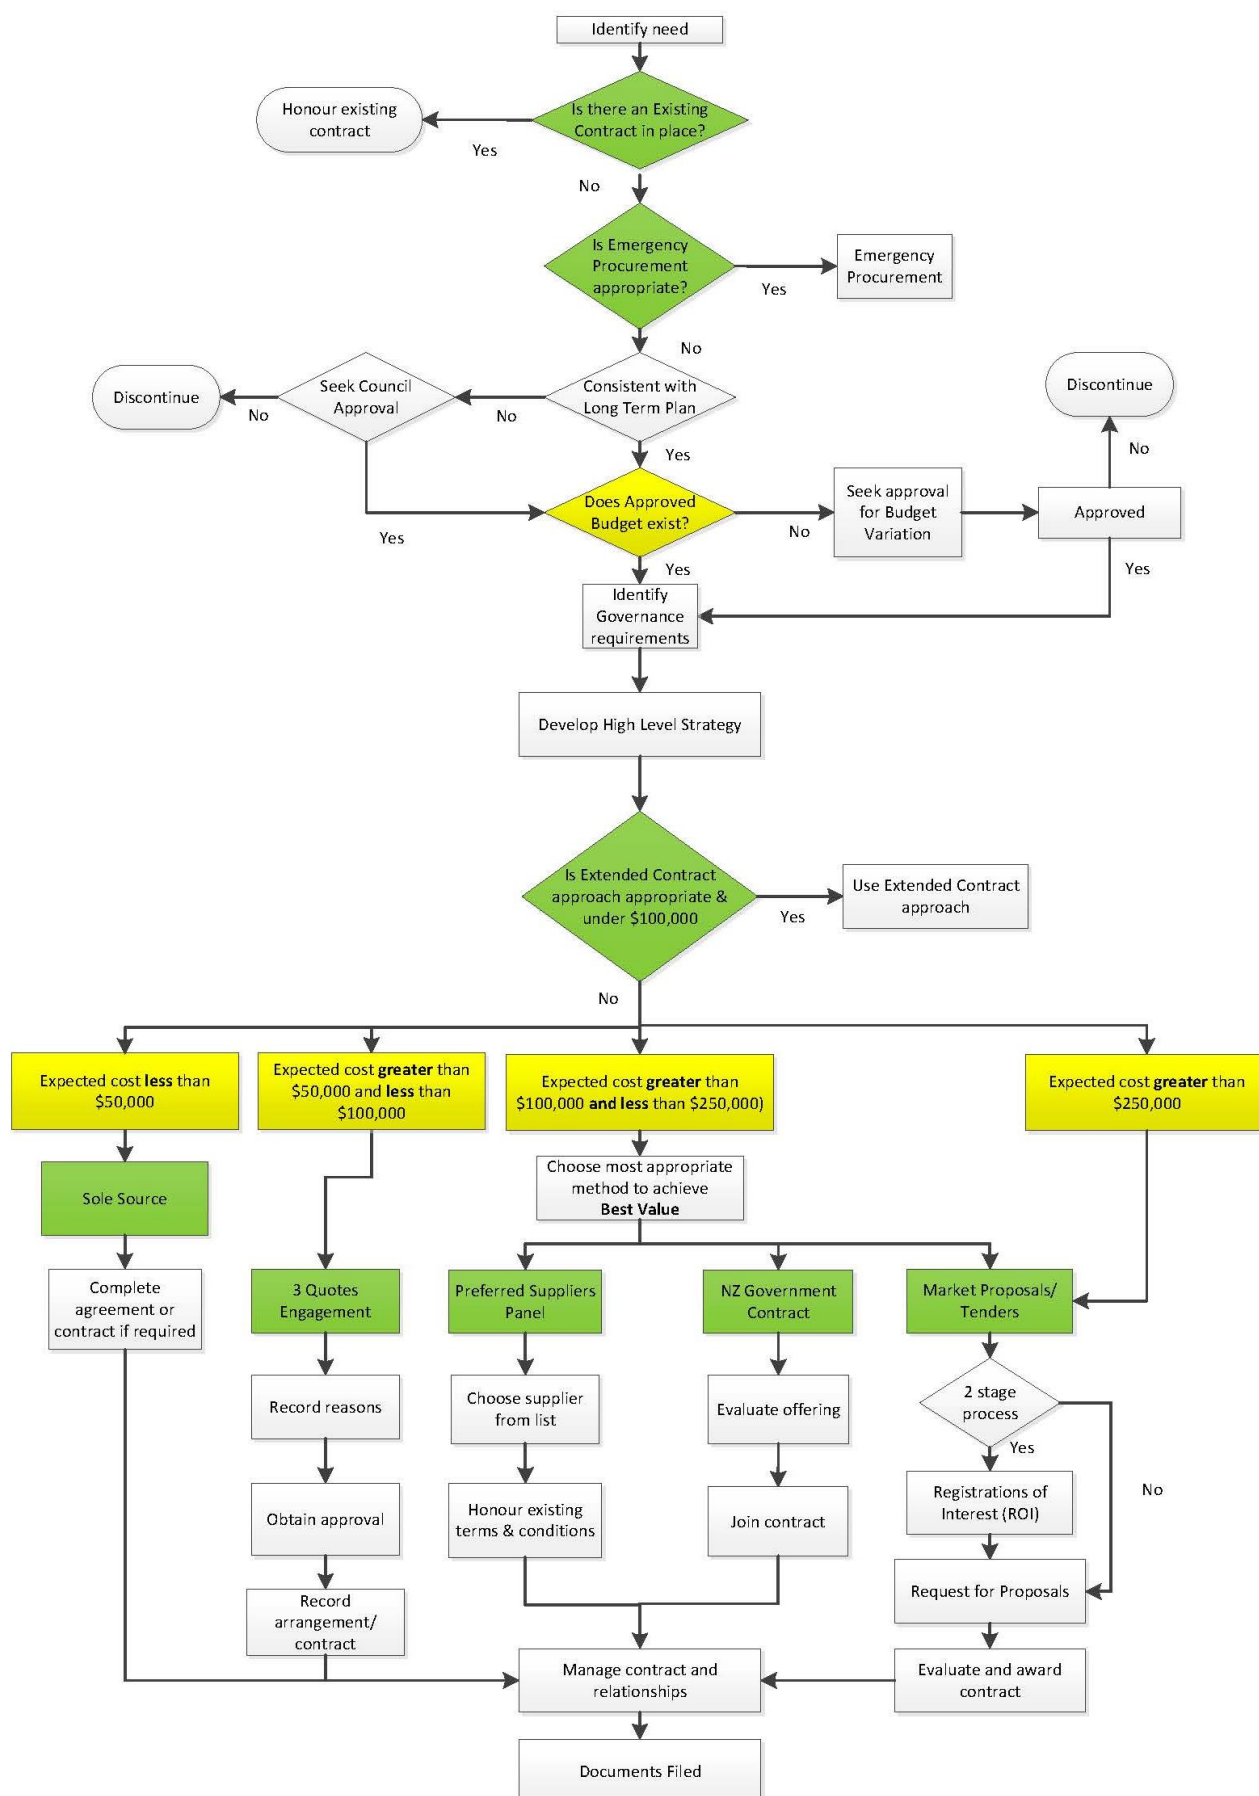 Identify need
Is there an Existing
Contract in place?
Honour existing
contract
Yes
No
Is Emergency
Procurement
appropriate?
Emergency
Procurement
Yes
No
Consistent with
Long Term Plan
Seek Council
Approval
Discontinue
No
No
Discontinue
Yes
No
Does Approved
Budget exist?
Seek approval
for Budget
Variation
Approved
Yes
No
Yes
Yes
Identify
Governance
requirements
Develop High Level Strategy
Is Extended Contract
approach appropriate &
under $100,000
Use Extended Contract
approach
Yes
No
Expected cost less than
$50,000
Expected cost greater than
$50,000 and less than
$100,000
Expected cost greater than
$100,000 and less than $250,000)
Expected cost greater than
$250,000
Sole Source
Choose most appropriate
method to achieve
Best Value
Complete
agreement or
contract if required
3 Quotes
Engagement
Preferred Suppliers
Panel
NZ Government
Contract
Market Proposals/
Tenders
Record reasons
Choose supplier
from list
Evaluate offering
2 stage
process
Yes
No
Obtain approval
Honour existing
terms & conditions
Join contract
Registrations of
Interest (ROI)
Request for Proposals
Record
arrangement/
contract
Manage contract and
relationships
Evaluate and award
contract
Documents Filed